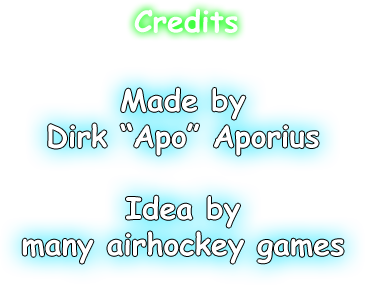 Credits
Made by
Dirk “Apo” Aporius
Idea by
many airhockey games